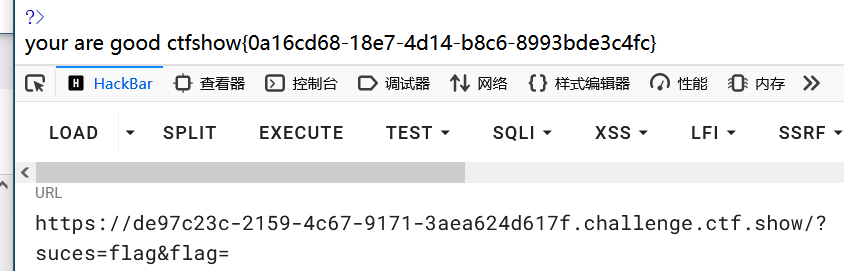 ?>
your are good ctfshow{0a16cd68-18e7-4d14-b8c6-8993bde3c4fc}
HackBar 查看器 控制台 调试器 网络 样式编辑器 性能 内存
LOAD SPLIT EXECUTE TEST SQLI XSS LFI SSRF
URL
https://de97c23c-2159-4c67-9171-3aea624d617f.challenge.ctf.show/?
suces=flag&flag=